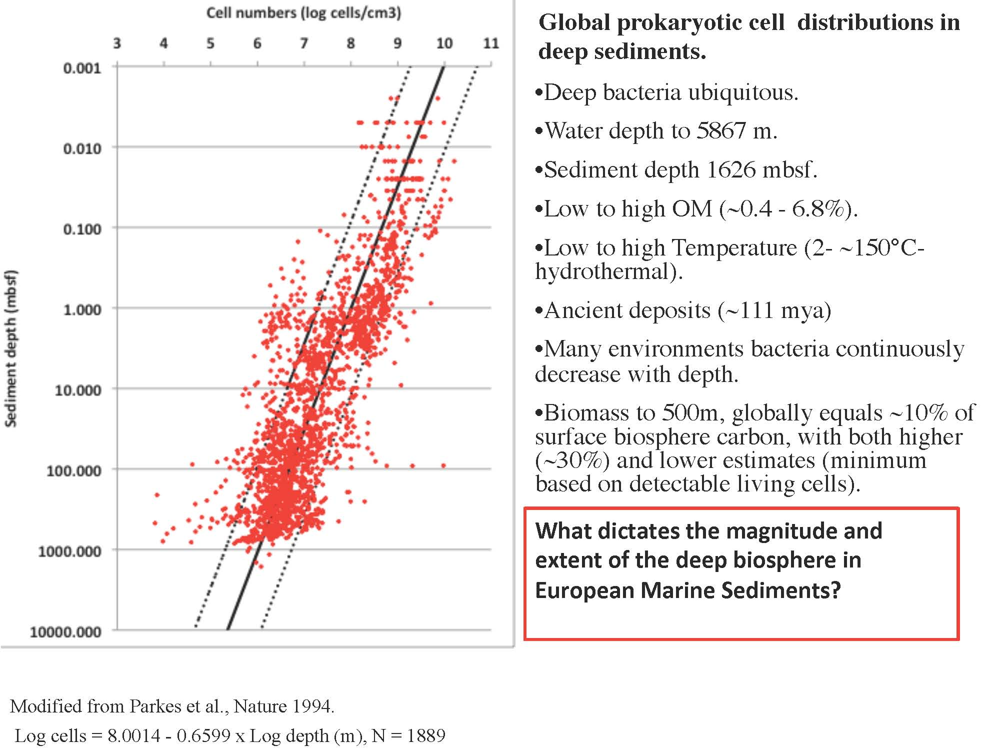 Cell numbers (log cells/cm3)
3 4 5 6 7 8 9 10 11
0.001
0.010
0.100
1.000
10.000
100.000
1000.000
10000.000
Sediment depth (mbsf)
Global prokaryotic cell distributions in
deep sediments.
•Deep bacteria ubiquitous.
•Water depth to 5867 m.
•Sediment depth 1626 mbsf.
•Low to high OM (~0.4 - 6.8%).
•Low to high Temperature (2- ~150°C-
hydrothermal).
•Ancient deposits (~111 mya)
•Many environments bacteria continuously
decrease with depth.
•Biomass to 500m, globally equals ~10% of
surface biosphere carbon, with both higher
(~30%) and lower estimates (minimum
based on detectable living cells).
What dictates the magnitude and
extent of the deep biosphere in
European Marine Sediments?
Modified from Parkes et al., Nature 1994.
Log cells = 8.0014 - 0.6599 x Log depth (m), N = 1889